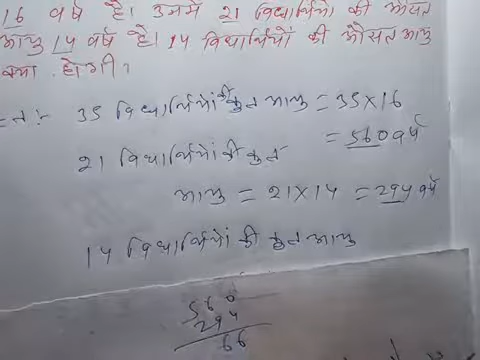 16 वर्ष है। उनमें 21 विद्यार्थियों की औसत
आयु 14 वर्ष है। 14 विद्यार्थियों की औसत आयु
क्या होगी?
35 विद्यार्थियों की कुल आयु = 35×16
= 560 वर्ष
21 विद्यार्थियों की कुल
आयु = 21×14 = 294 वर्ष
14 विद्यार्थियों की कुल आयु
560
294
66